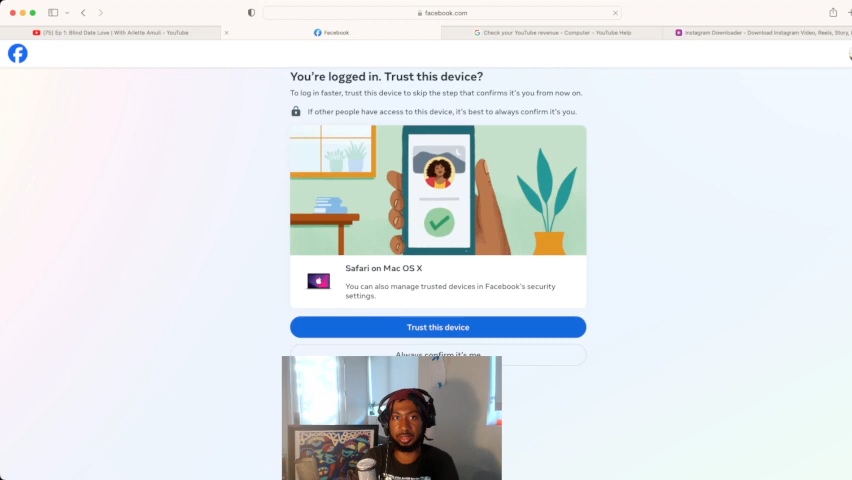 facebook.com
(75) Ep 1: Blind Date Love | With Arlette Amuli - YouTube
Facebook
Check your YouTube revenue - Computer - YouTube Help
Instagram Downloader - Download Instagram Video, Reels, Story,
You're logged in. Trust this device?
To log in faster, trust this device to skip the step that confirms it's you from now on.
If other people have access to this device, it's best to always confirm it's you.
Safari on Mac OS X
You can also manage trusted devices in Facebook's security
settings.
Trust this device
Always confirm it's me